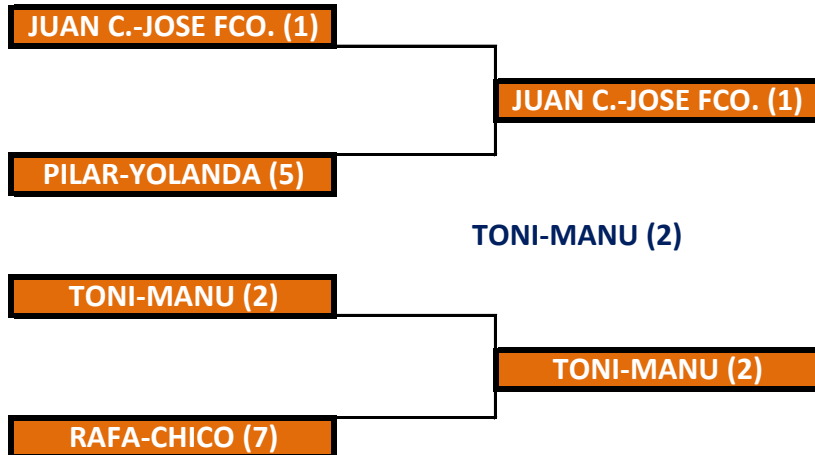 JUAN C.-JOSE FCO. (1)
JUAN C.-JOSE FCO. (1)
PILAR-YOLANDA (5)
TONI-MANU (2)
TONI-MANU (2)
TONI-MANU (2)
RAFA-CHICO (7)